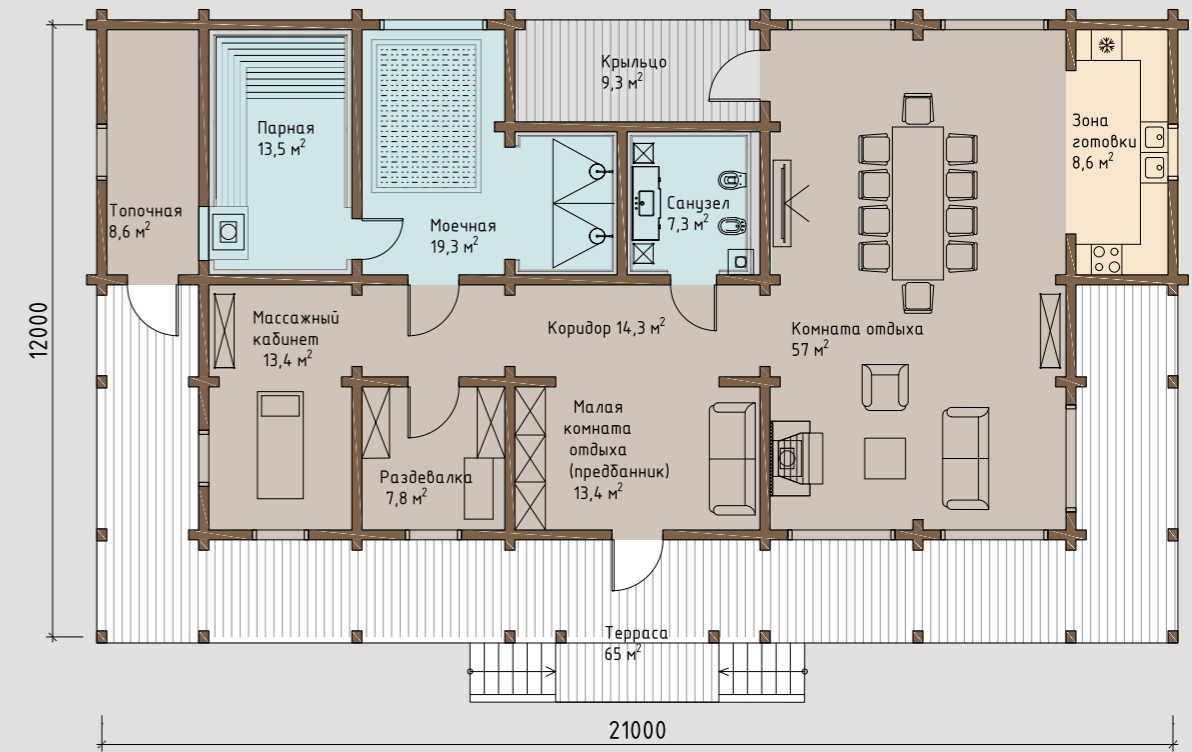 Крыльцо
9,3 м²
Парная
13,5 м²
Зона
готовки
8,6 м²
Топочная
8,6 м²
Моечная
19,3 м²
Санузел
7,3 м²
Массажный
кабинет
13,4 м²
Коридор 14,3 м²
Комната отдыха
57 м²
12000
Малая
комната
отдыха
(предбанник)
13,4 м²
Раздевалка
7,8 м²
Терраса
65 м²
21000